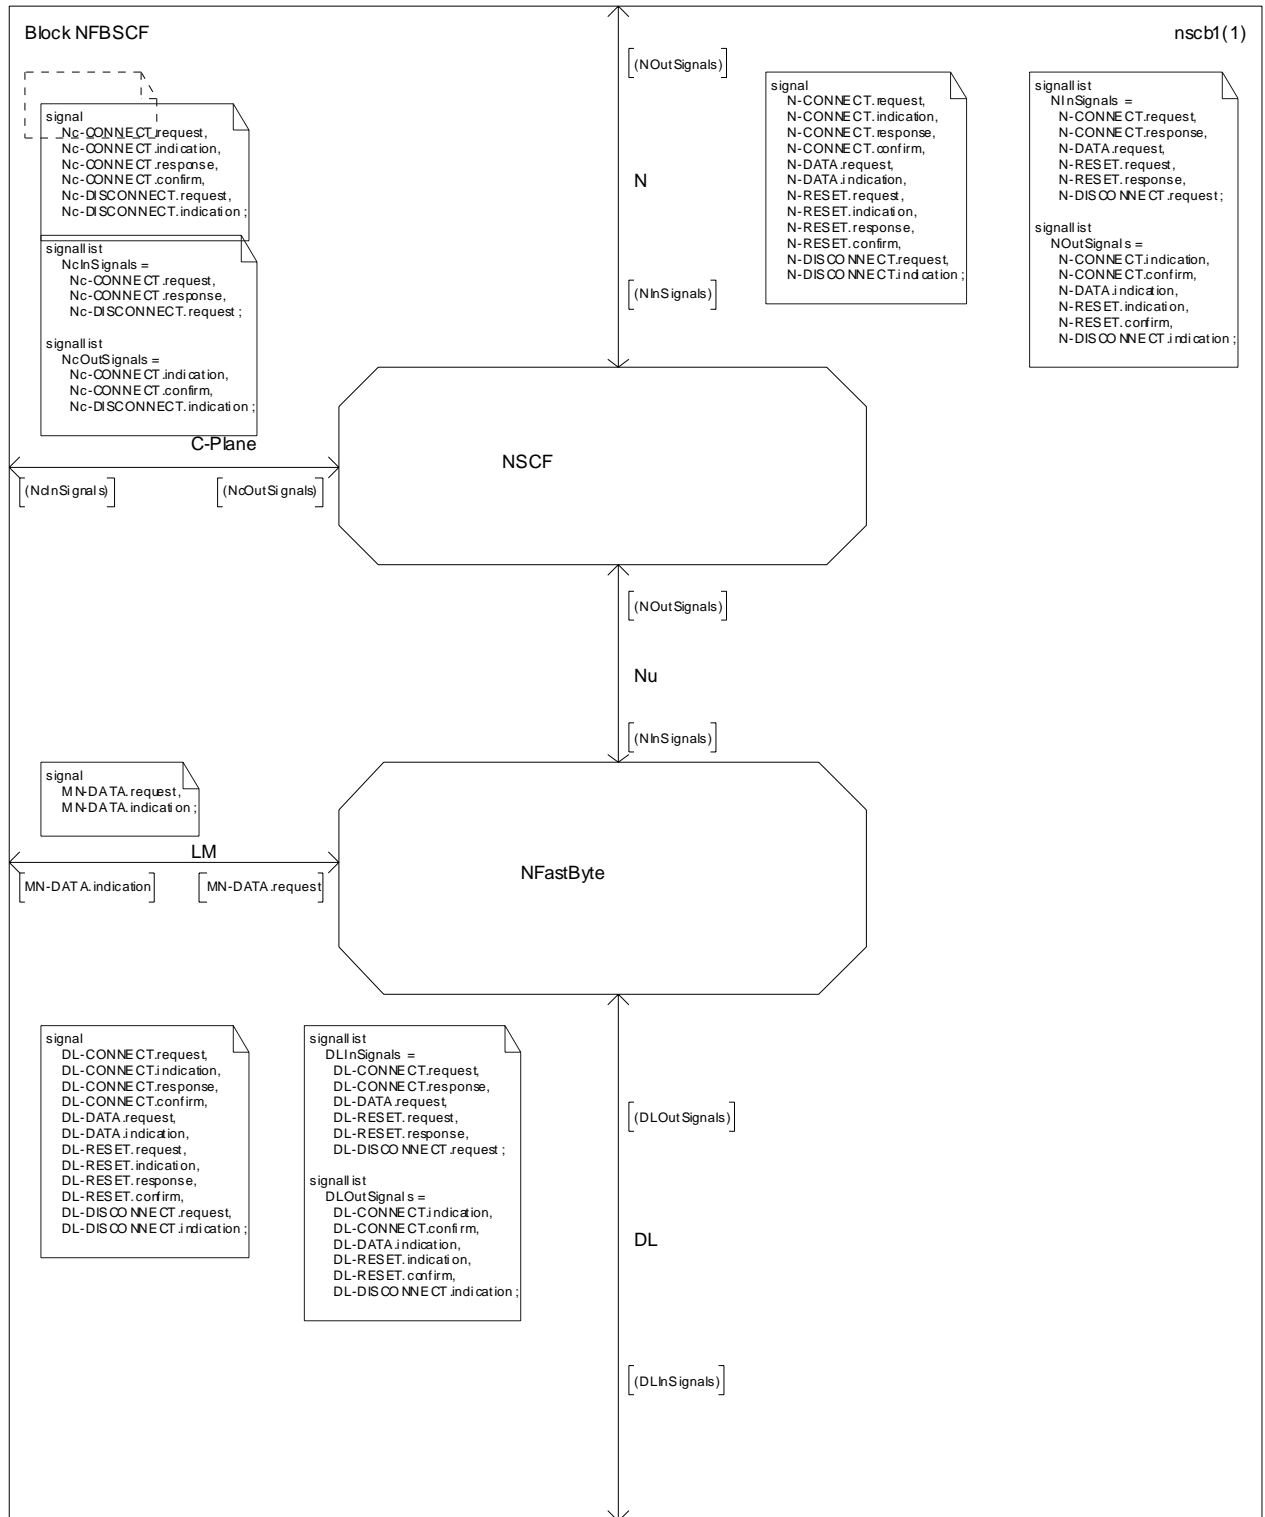 Block NFBSCF
nscb1(1)
signal
Nc-CONNECT.request,
Nc-CONNECT.indication,
Nc-CONNECT.response,
Nc-CONNECT.confirm,
Nc-DISCONNECT.request,
Nc-DISCONNECT.indication;
signallist
NcInSignals =
Nc-CONNECT.request,
Nc-CONNECT.response,
Nc-DISCONNECT.request;
signallist
NcOutSignals =
Nc-CONNECT.indication,
Nc-CONNECT.confirm,
Nc-DISCONNECT.indication;
(NOutSignals)
N
(NInSignals)
signal
N-CONNECT.request,
N-CONNECT.indication,
N-CONNECT.response,
N-CONNECT.confirm,
N-DATA.request,
N-DATA.indication,
N-RESET.request,
N-RESET.indication,
N-RESET.response,
N-RESET.confirm,
N-DISCONNECT.request,
N-DISCONNECT.indication;
signallist
NInSignals =
N-CONNECT.request,
N-CONNECT.response,
N-DATA.request,
N-RESET.request,
N-RESET.response,
N-DISCONNECT.request;
signallist
NOutSignals =
N-CONNECT.indication,
N-CONNECT.confirm,
N-DATA.indication,
N-RESET.indication,
N-RESET.confirm,
N-DISCONNECT.indication;
C-Plane
(NcInSignals)
(NcOutSignals)
NSCF
(NOutSignals)
Nu
(NInSignals)
signal
MN-DATA.request,
MN-DATA.indication;
LM
MN-DATA.indication
MN-DATA.request
NFastByte
signal
DL-CONNECT.request,
DL-CONNECT.indication,
DL-CONNECT.response,
DL-CONNECT.confirm,
DL-DATA.request,
DL-DATA.indication,
DL-RESET.request,
DL-RESET.indication,
DL-RESET.response,
DL-RESET.confirm,
DL-DISCONNECT.request,
DL-DISCONNECT.indication;
signallist
DLInSignals =
DL-CONNECT.request,
DL-CONNECT.response,
DL-DATA.request,
DL-RESET.request,
DL-RESET.response,
DL-DISCONNECT.request;
signallist
DLOutSignals =
DL-CONNECT.indication,
DL-CONNECT.confirm,
DL-DATA.indication,
DL-RESET.indication,
DL-RESET.confirm,
DL-DISCONNECT.indication;
(DLOutSignals)
DL
(DLInSignals)